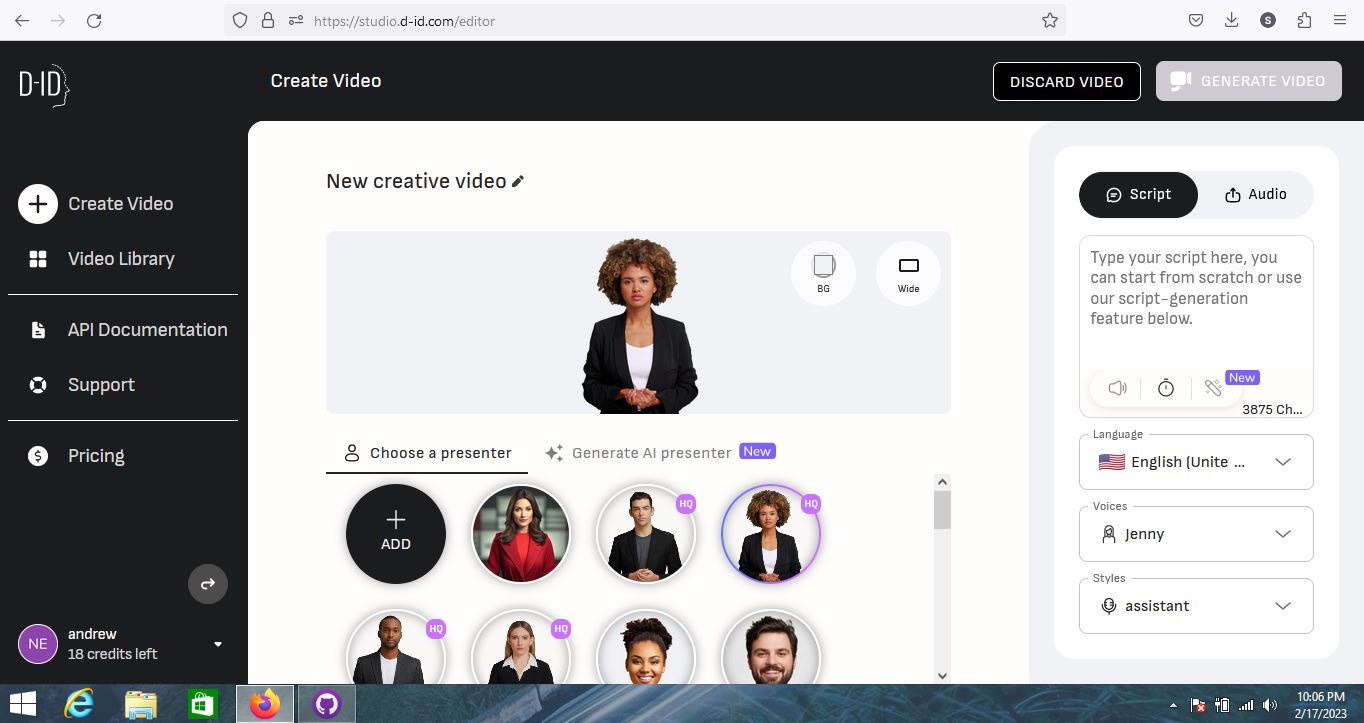 https://studio.d-id.com/editor
S
D-ID
Create Video
DISCARD VIDEO
GENERATE VIDEO
Create Video
Video Library
API Documentation
Support
Pricing
NE
andrew
18 credits left
New creative video
BG
Wide
Choose a presenter
Generate AI presenter
New
ADD
HQ
HQ
HQ
HQ
Script
Audio
Type your script here, you
can start from scratch or use
our script-generation
feature below.
New
3875 Ch...
Language
English (Unite ...
Voices
Jenny
Styles
assistant
10:06 PM
2/17/2023